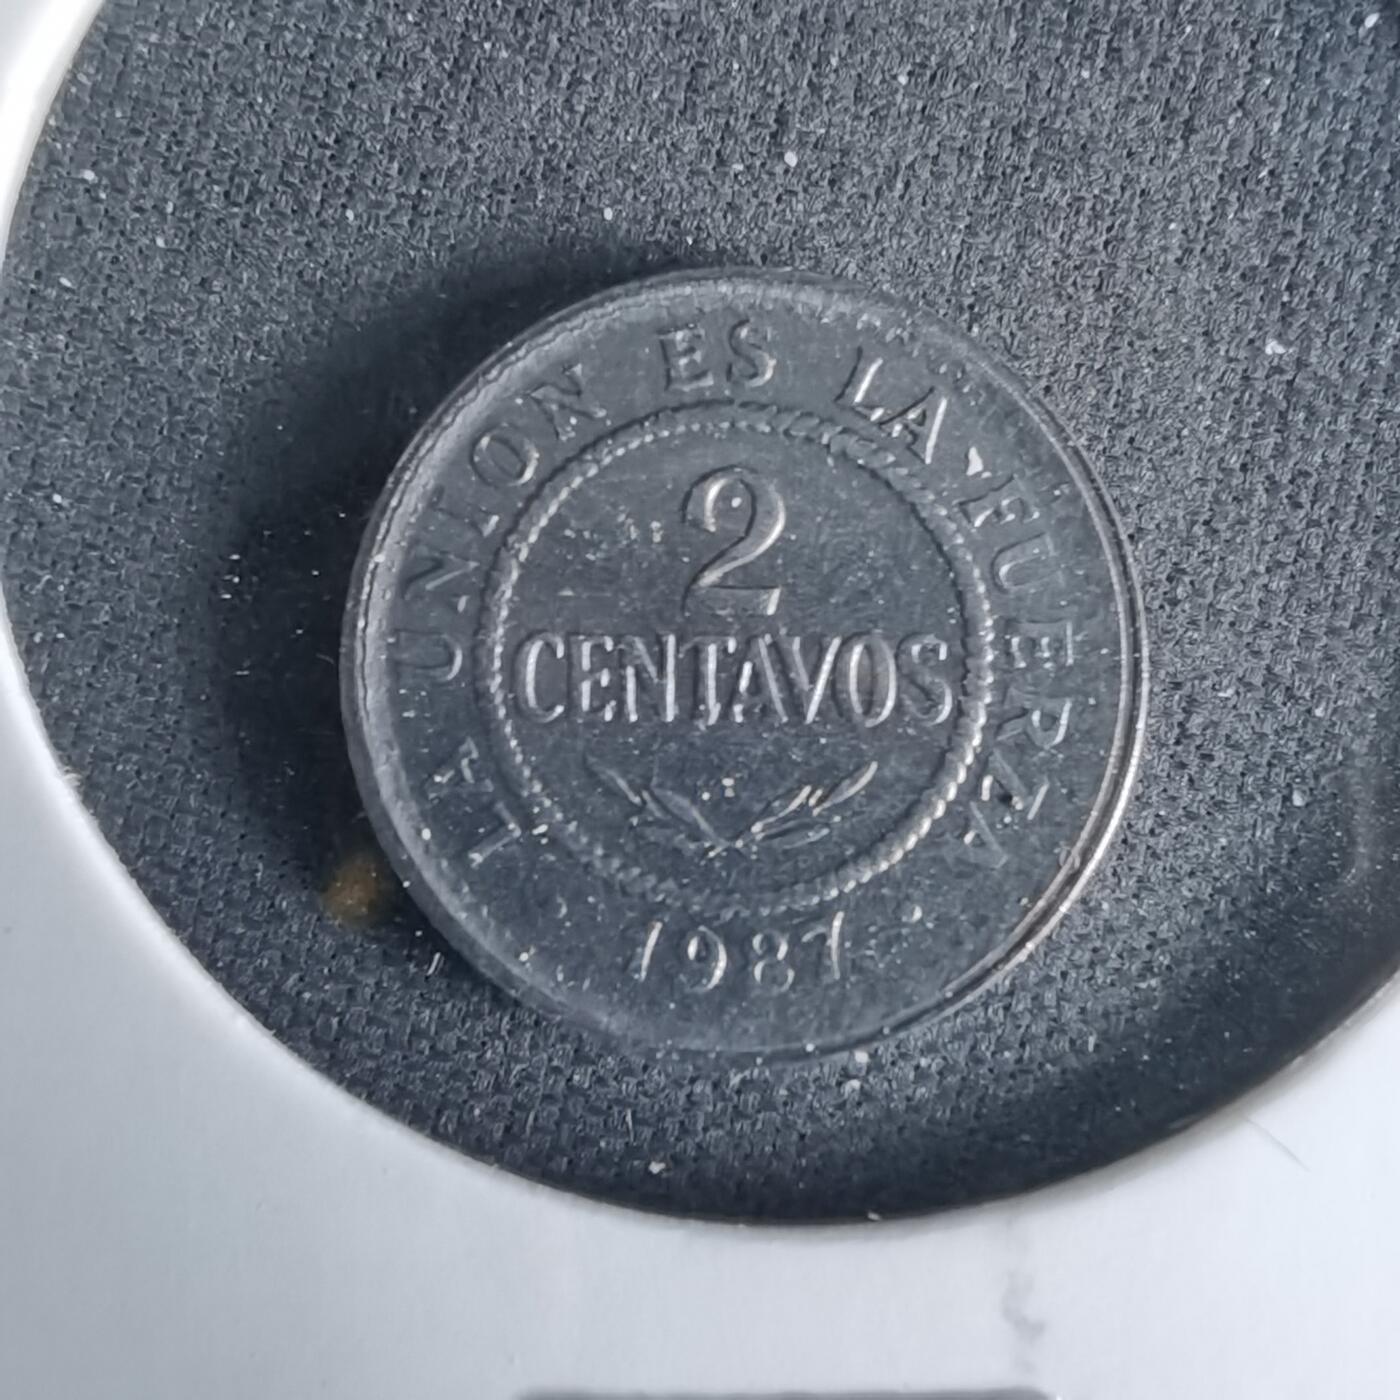 LA UNION ES LA FUERZA
2
CENTAVOS
1987